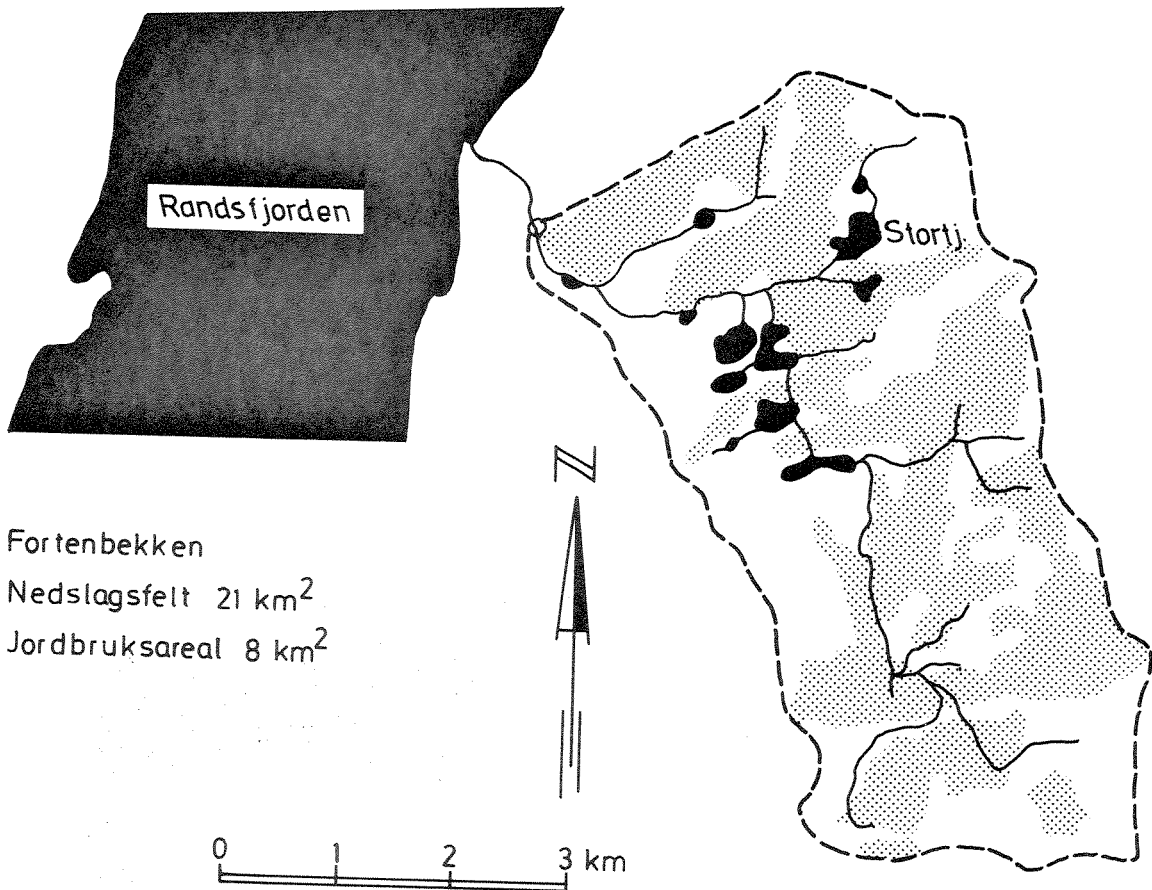 Randsfjorden
Stortj.
N
Fortenbekken
Nedslagsfelt 21 km²
Jordbruksareal 8 km²
0 1 2 3 km